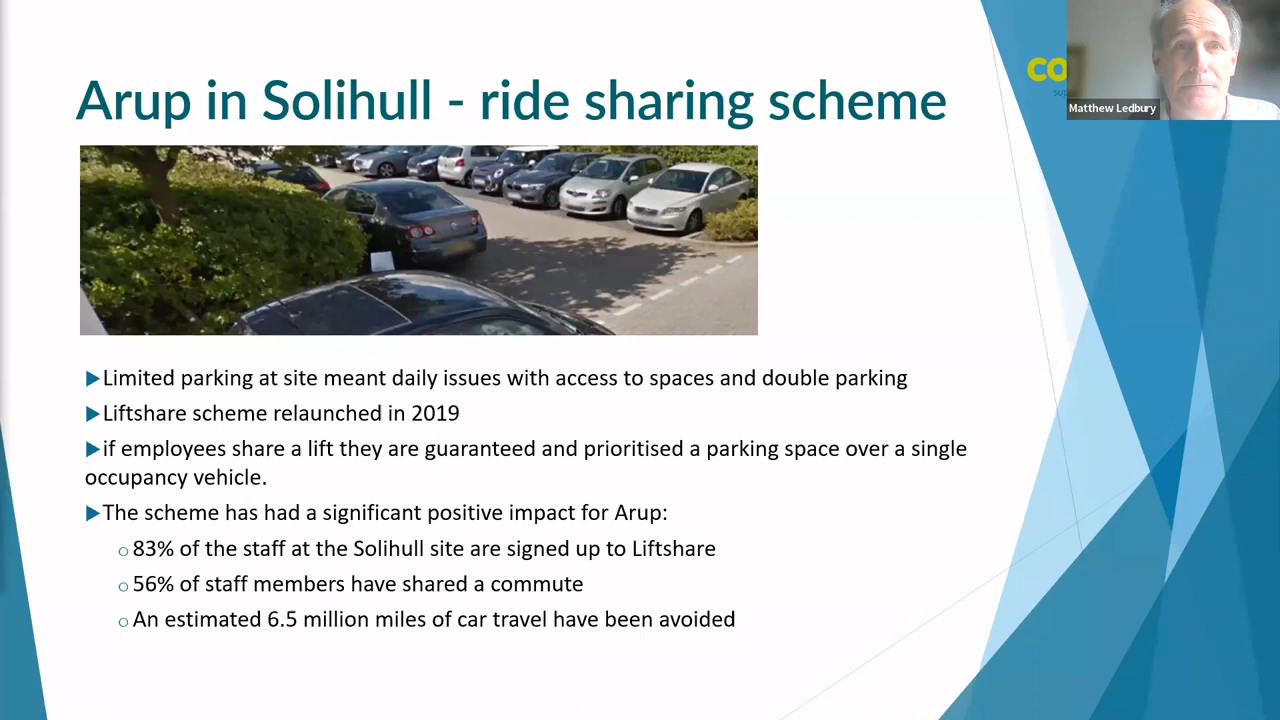 Arup in Solihull - ride sharing scheme
co
Matthew Ledbury
Limited parking at site meant daily issues with access to spaces and double parking
Liftshare scheme relaunched in 2019
if employees share a lift they are guaranteed and prioritised a parking space over a single
occupancy vehicle.
The scheme has had a significant positive impact for Arup:
83% of the staff at the Solihull site are signed up to Liftshare
56% of staff members have shared a commute
An estimated 6.5 million miles of car travel have been avoided